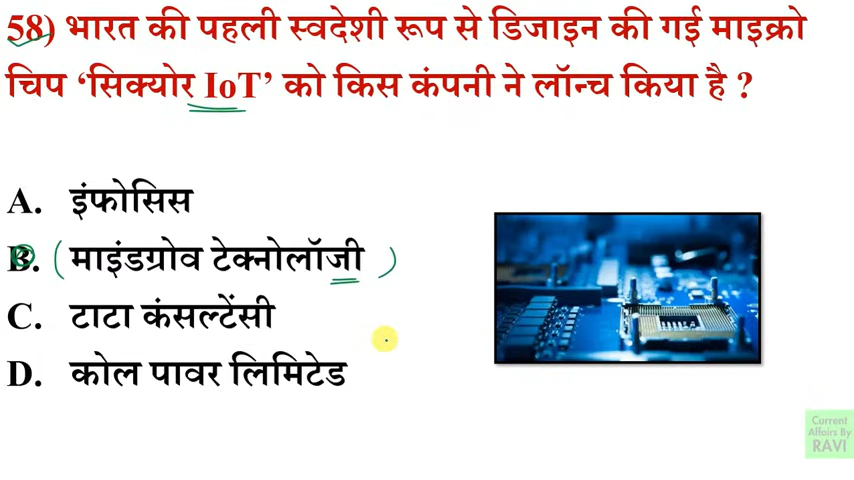 58) भारत की पहली स्वदेशी रूप से डिजाइन की गई माइक्रो
चिप ‘सिक्योर IoT’ को किस कंपनी ने लॉन्च किया है ?
A. इंफोसिस
B. माइंडग्रोव टेक्नोलॉजी
C. टाटा कंसल्टेंसी
D. कोल पावर लिमिटेड
Current
Affairs By
RAVI